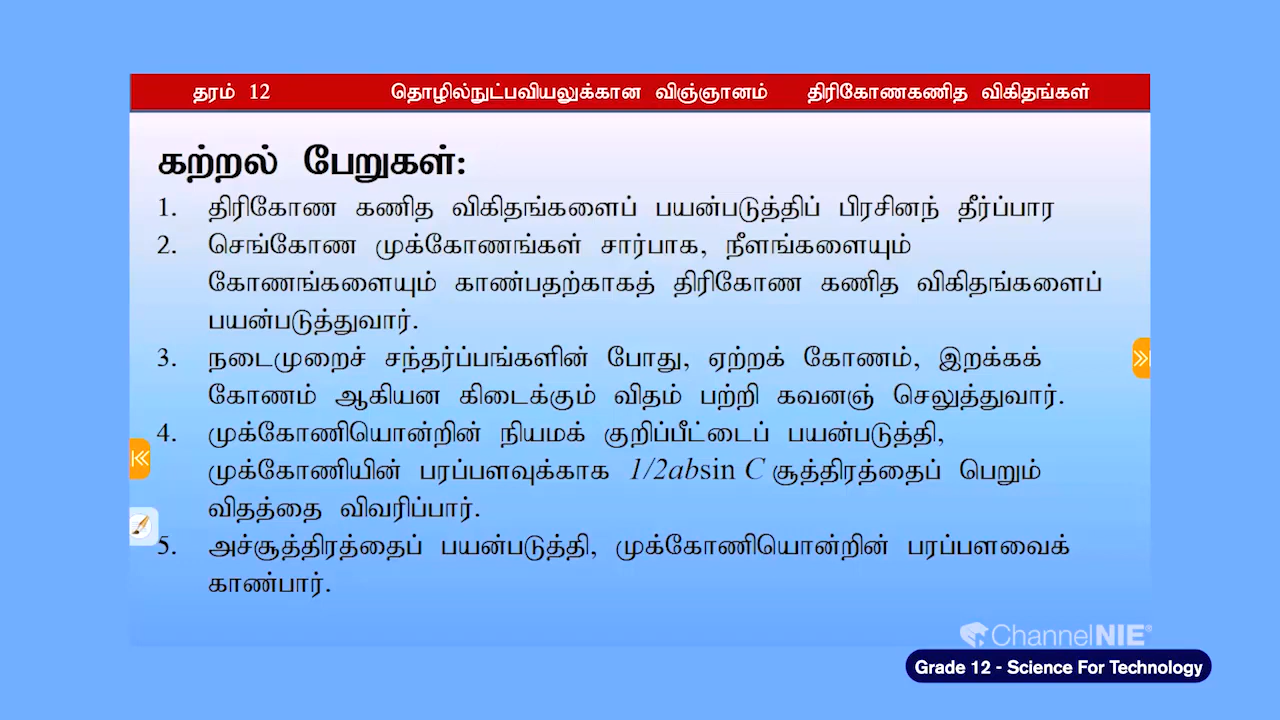 தரம் 12 தொழில்நுட்பவியலுக்கான விஞ்ஞானம் திரிகோணகணித விகிதங்கள்
கற்றல் பேறுகள்:
1. திரிகோண கணித விகிதங்களைப் பயன்படுத்திப் பிரசினந் தீர்ப்பார
2. செங்கோண முக்கோணங்கள் சார்பாக, நீளங்களையும்
கோணங்களையும் காண்பதற்காகத் திரிகோண கணித விகிதங்களைப்
பயன்படுத்துவார்.
3. நடைமுறைச் சந்தர்ப்பங்களின் போது, ஏற்றக் கோணம், இறக்கக்
கோணம் ஆகியன கிடைக்கும் விதம் பற்றி கவனஞ் செலுத்துவார்.
4. முக்கோணியொன்றின் நியமக் குறிப்பீட்டைப் பயன்படுத்தி,
முக்கோணியின் பரப்பளவுக்காக 1/2absin C சூத்திரத்தைப் பெறும்
விதத்தை விவரிப்பார்.
5. அச்சூத்திரத்தைப் பயன்படுத்தி, முக்கோணியொன்றின் பரப்பளவைக்
காண்பார்.
ChannelNIE®
Grade 12 - Science For Technology